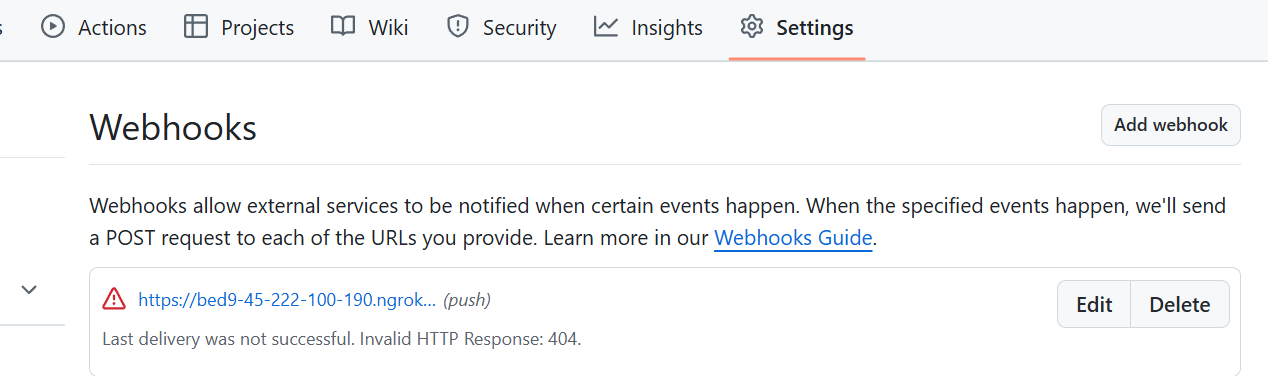 Actions Projects Wiki Security Insights Settings
Webhooks
Add webhook
Webhooks allow external services to be notified when certain events happen. When the specified events happen, we'll send
a POST request to each of the URLs you provide. Learn more in our Webhooks Guide.
https://bed9-45-222-100-190.ngrok... (push)
Edit Delete
Last delivery was not successful. Invalid HTTP Response: 404.